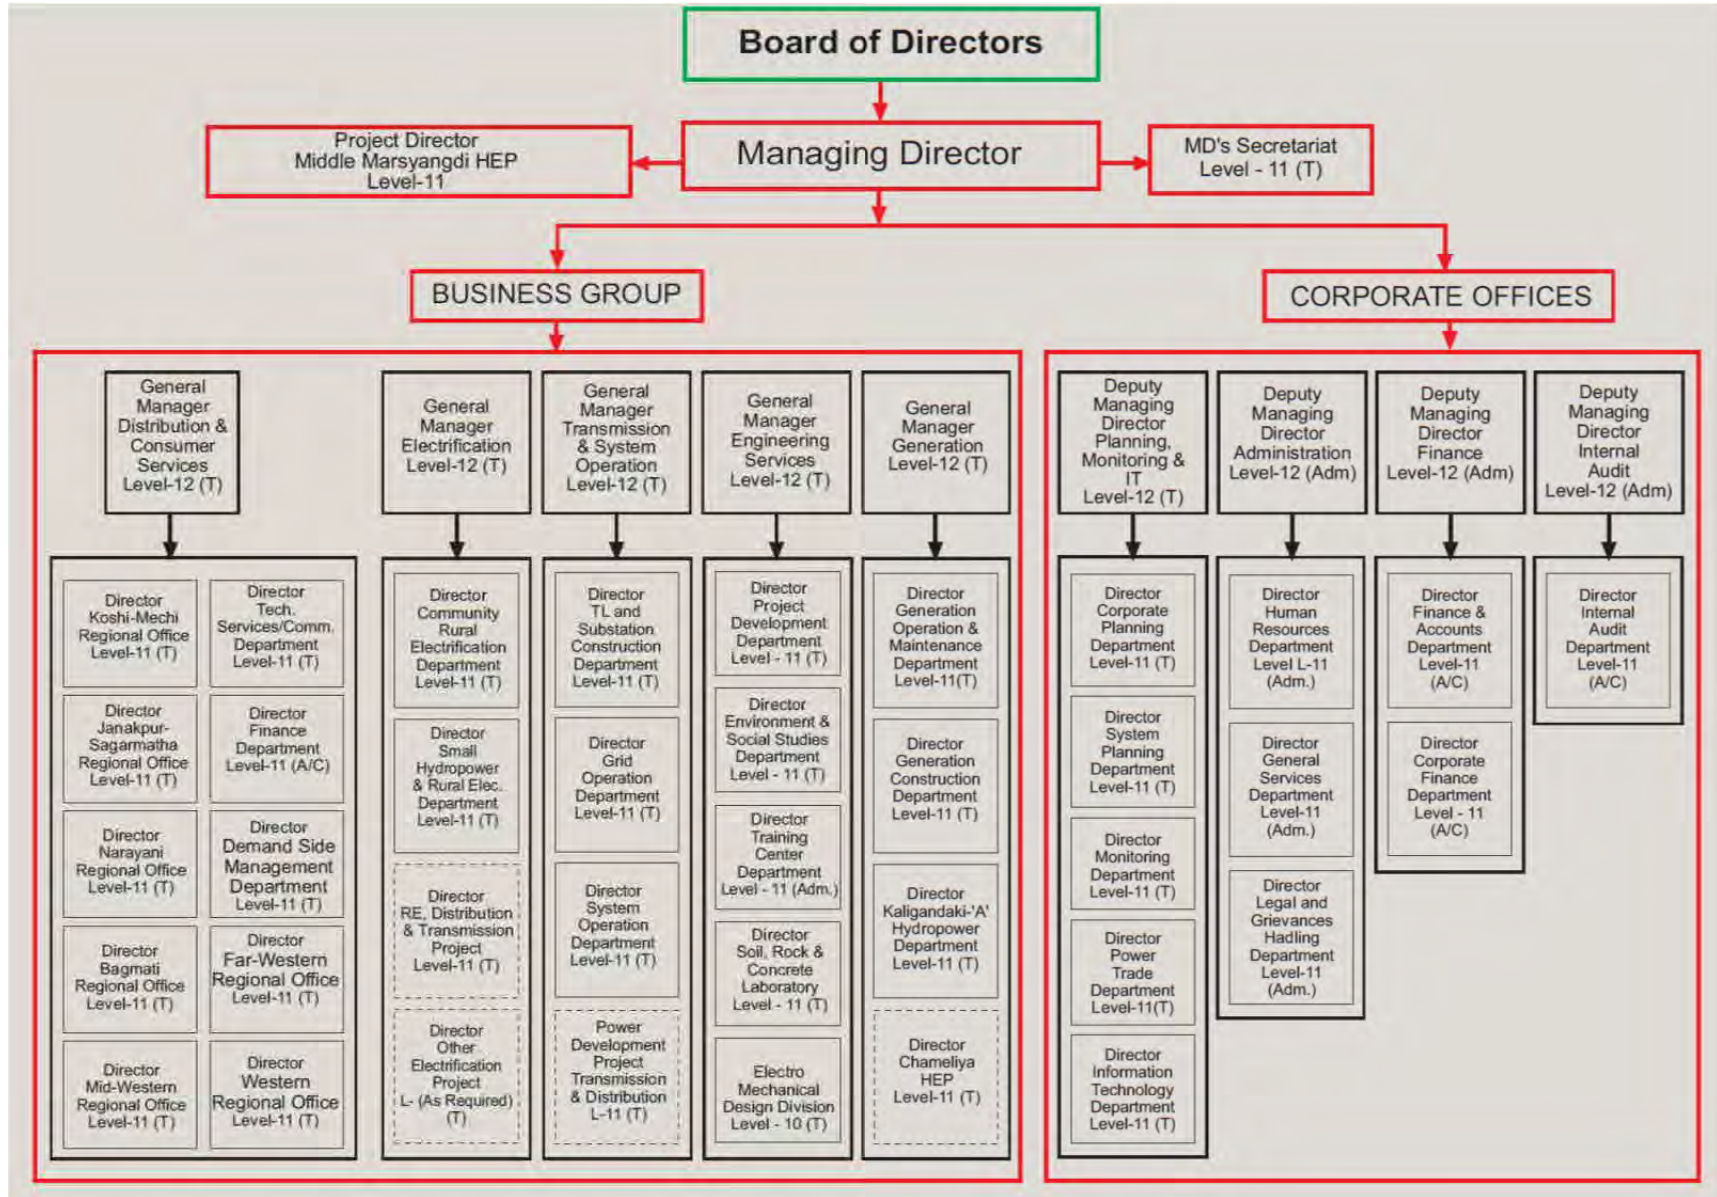 Board of Directors
Project Director
Middle Marsyangdi HEP
Level-11
Managing Director
MD's Secretariat
Level - 11 (T)
BUSINESS GROUP
CORPORATE OFFICES
General
Manager
Distribution &
Consumer
Services
Level-12 (T)
General
Manager
Electrification
Level-12 (T)
General
Manager
Transmission
& System
Operation
Level-12 (T)
General
Manager
Engineering
Services
Level-12 (T)
General
Manager
Generation
Level-12 (T)
Deputy
Managing
Director
Planning,
Monitoring &
IT
Level-12 (T)
Deputy
Managing
Director
Administration
Level-12 (Adm)
Deputy
Managing
Director
Finance
Level-12 (Adm)
Deputy
Managing
Director
Internal
Audit
Level-12 (Adm)
Director
Koshi-Mechi
Regional Office
Level-11 (T)
Director
Janakpur-
Sagarmatha
Regional Office
Level-11 (T)
Director
Narayani
Regional Office
Level-11 (T)
Director
Bagmati
Regional Office
Level-11 (T)
Director
Mid-Western
Regional Office
Level-11 (T)
Director
Tech.
Services/Comm.
Department
Level-11 (T)
Director
Finance
Department
Level-11 (A/C)
Director
Demand Side
Management
Department
Level-11 (T)
Director
Far-Western
Regional Office
Level-11 (T)
Director
Western
Regional Office
Level-11 (T)
Director
Community
Rural
Electrification
Department
Level-11 (T)
Director
Small
Hydropower
& Rural Elec.
Department
Level-11 (T)
Director
RE, Distribution
& Transmission
Project
Level-11 (T)
Director
Other
Electrification
Project
L- (As Required)
(T)
Director
TL and
Substation
Construction
Department
Level-11 (T)
Director
Grid
Operation
Department
Level-11 (T)
Director
System
Operation
Department
Level-11 (T)
Power
Development
Project
Transmission
& Distribution
L-11 (T)
Director
Project
Development
Department
Level - 11 (T)
Director
Environment &
Social Studies
Department
Level - 11 (T)
Director
Training
Center
Department
Level - 11 (Adm.)
Director
Soil, Rock &
Concrete
Laboratory
Level - 11 (T)
Electro
Mechanical
Design Division
Level - 10 (T)
Director
Generation
Operation &
Maintenance
Department
Level-11(T)
Director
Generation
Construction
Department
Level-11 (T)
Director
Kaligandaki-'A'
Hydropower
Department
Level-11 (T)
Director
Chameliya
HEP
Level-11 (T)
Director
Corporate
Planning
Department
Level-11 (T)
Director
System
Planning
Department
Level-11 (T)
Director
Monitoring
Department
Level-11 (T)
Director
Power
Trade
Department
Level-11(T)
Director
Information
Technology
Department
Level-11 (T)
Director
Human
Resources
Department
Level L-11
(Adm.)
Director
General
Services
Department
Level-11
(Adm.)
Director
Legal and
Grievances
Hadling
Department
Level-11
(Adm.)
Director
Finance &
Accounts
Department
Level-11
(A/C)
Director
Corporate
Finance
Department
Level - 11
(A/C)
Director
Internal
Audit
Department
Level-11
(A/C)